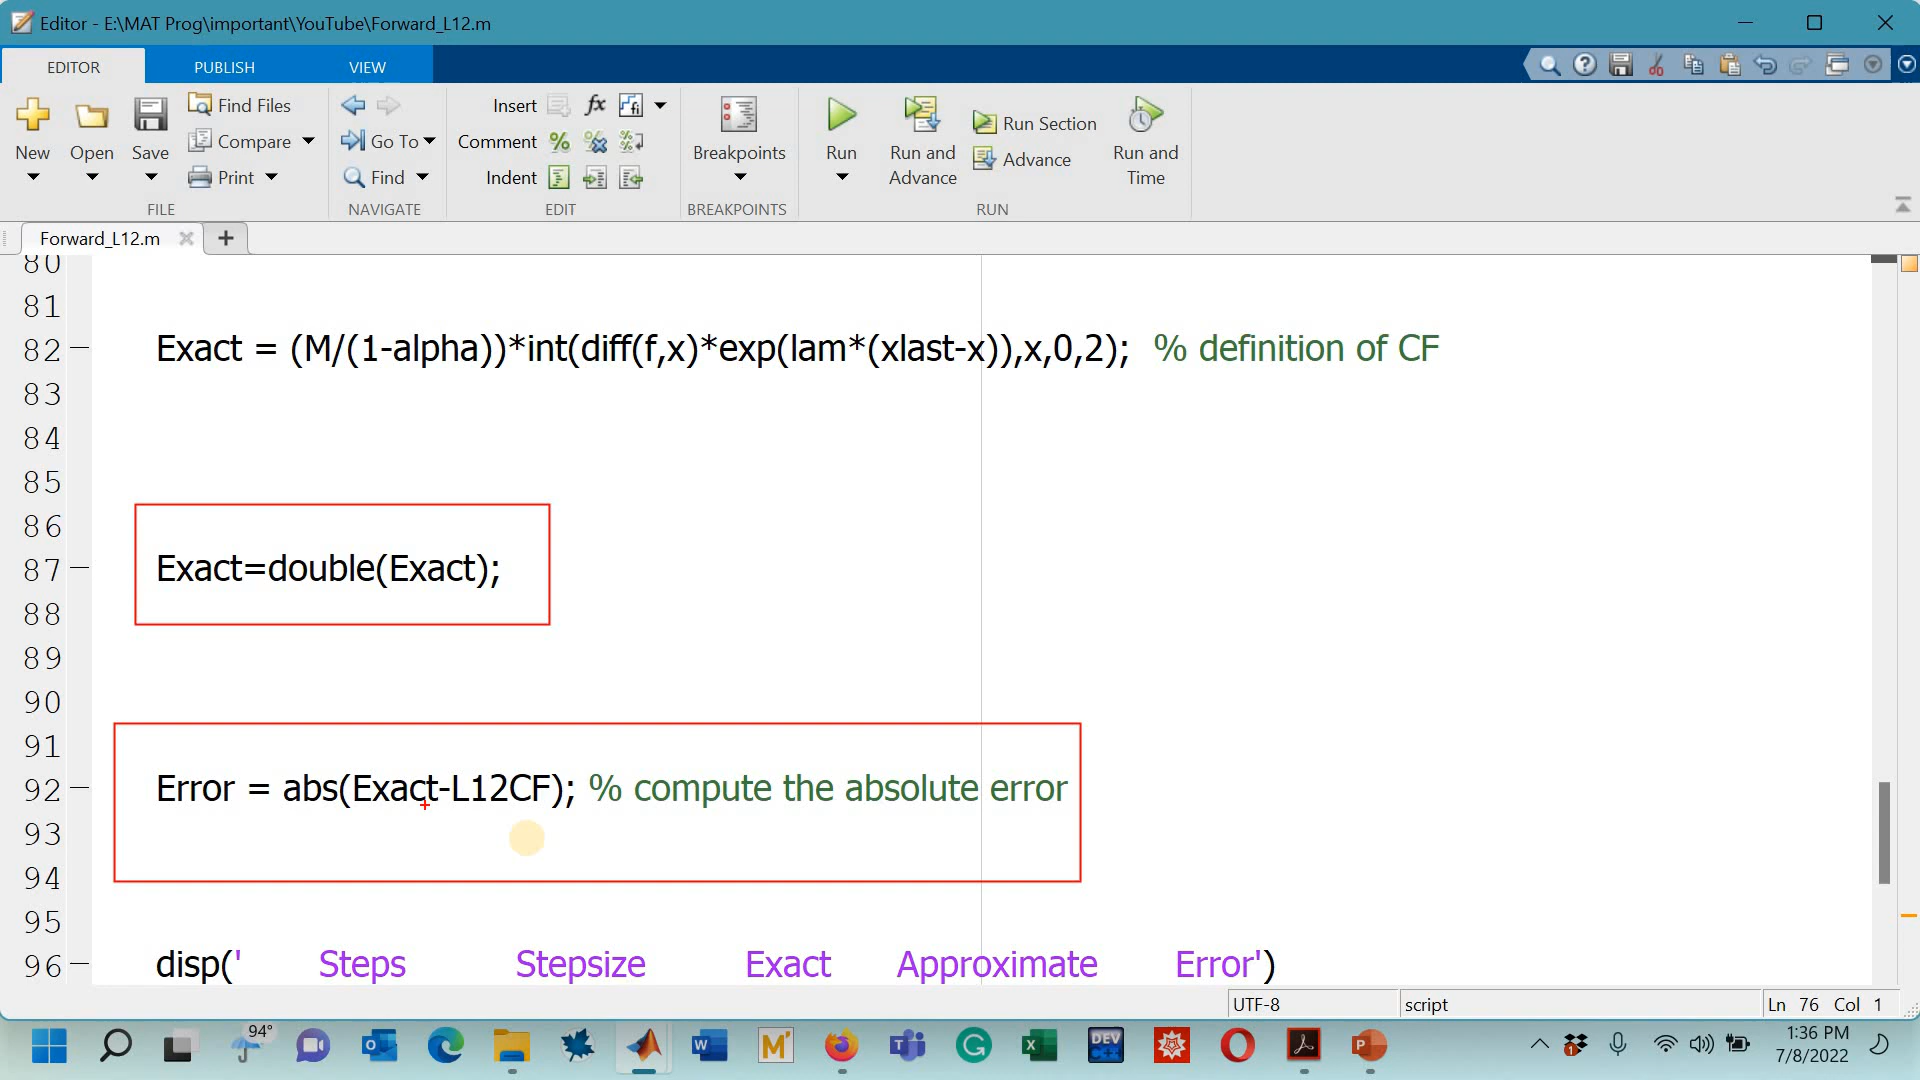 Editor - E:\MAT Prog\important\YouTube\Forward_L12.m
EDITOR PUBLISH VIEW
New Open Save Find Files Compare Print
Go To Find
Insert fx
Comment
Indent
Breakpoints
Run Run and Advance Run Section Advance Run and Time
FILE NAVIGATE EDIT BREAKPOINTS RUN
Forward_L12.m +
80
81
82 Exact = (M/(1-alpha))*int(diff(f,x)*exp(lam*(xlast-x)),x,0,2); % definition of CF
83
84
85
86
87 Exact=double(Exact);
88
89
90
91
92 Error = abs(Exact-L12CF); % compute the absolute error
93
94
95
96 disp(' Steps Stepsize Exact Approximate Error')
UTF-8 script Ln 76 Col 1
94°
DEV C++
1:36 PM
7/8/2022